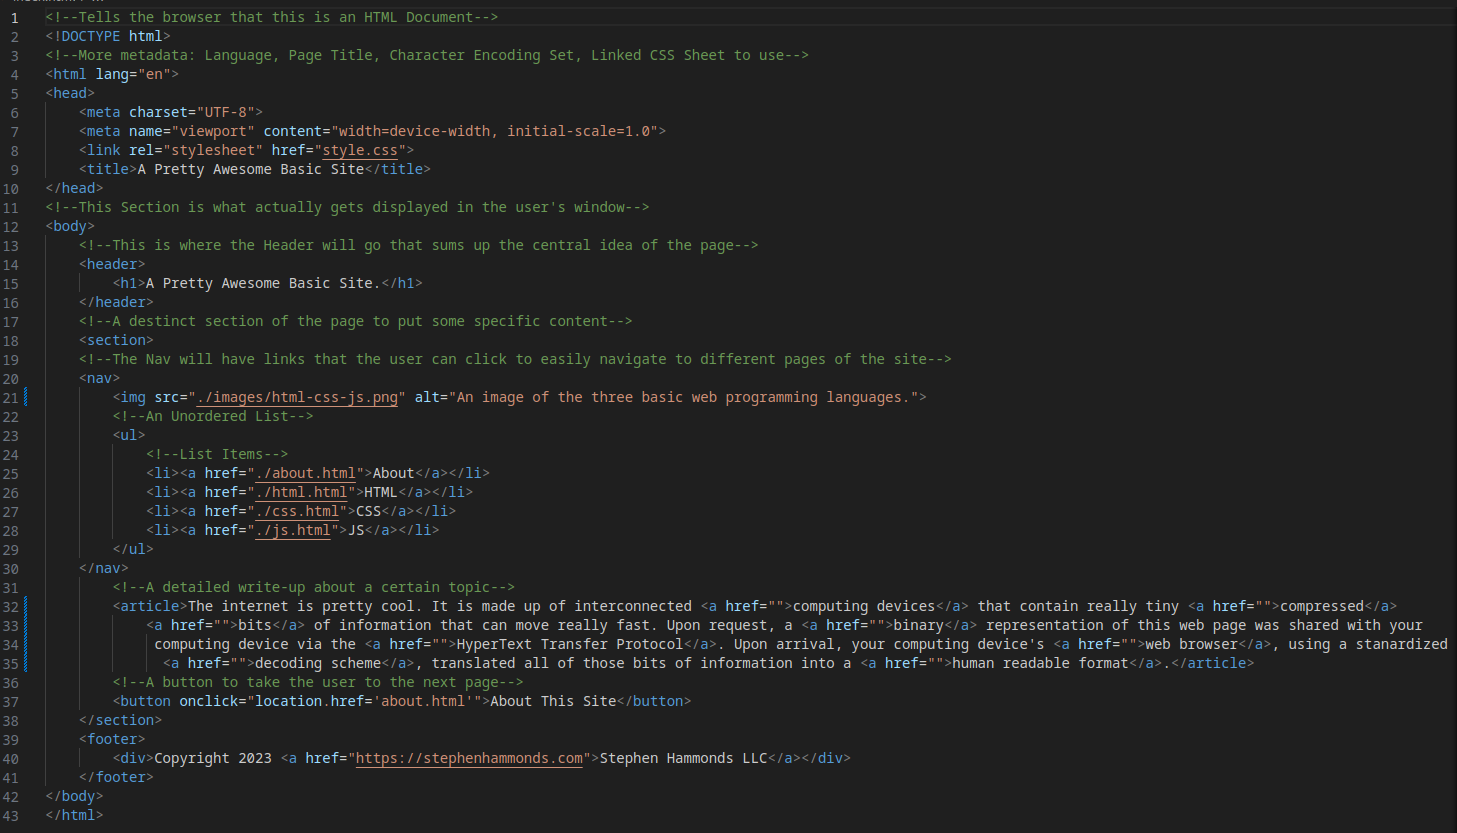 1 <!--Tells the browser that this is an HTML Document-->
2 <!DOCTYPE html>
3 <!--More metadata: Language, Page Title, Character Encoding Set, Linked CSS Sheet to use-->
4 <html lang="en">
5 <head>
6     <meta charset="UTF-8">
7     <meta name="viewport" content="width=device-width, initial-scale=1.0">
8     <link rel="stylesheet" href="style.css">
9     <title>A Pretty Awesome Basic Site</title>
10 </head>
11 <!--This Section is what actually gets displayed in the user's window-->
12 <body>
13     <!--This is where the Header will go that sums up the central idea of the page-->
14     <header>
15         <h1>A Pretty Awesome Basic Site.</h1>
16     </header>
17     <!--A destinct section of the page to put some specific content-->
18     <section>
19     <!--The Nav will have links that the user can click to easily navigate to different pages of the site-->
20     <nav>
21         <img src="./images/html-css-js.png" alt="An image of the three basic web programming languages.">
22         <!--An Unordered List-->
23         <ul>
24             <!--List Items-->
25             <li><a href="./about.html">About</a></li>
26             <li><a href="./html.html">HTML</a></li>
27             <li><a href="./css.html">CSS</a></li>
28             <li><a href="./js.html">JS</a></li>
29         </ul>
30     </nav>
31         <!--A detailed write-up about a certain topic-->
32         <article>The internet is pretty cool. It is made up of interconnected <a href="">computing devices</a> that contain really tiny <a href="">compressed</a>
33             <a href="">bits</a> of information that can move really fast. Upon request, a <a href="">binary</a> representation of this web page was shared with your
34              computing device via the <a href="">HyperText Transfer Protocol</a>. Upon arrival, your computing device's <a href="">web browser</a>, using a stanardized
35               <a href="">decoding scheme</a>, translated all of those bits of information into a <a href="">human readable format</a>.</article>
36         <!--A button to take the user to the next page-->
37         <button onclick="location.href='about.html'">About This Site</button>
38     </section>
39     <footer>
40         <div>Copyright 2023 <a href="https://stephenhammonds.com">Stephen Hammonds LLC</a></div>
41     </footer>
42 </body>
43 </html>